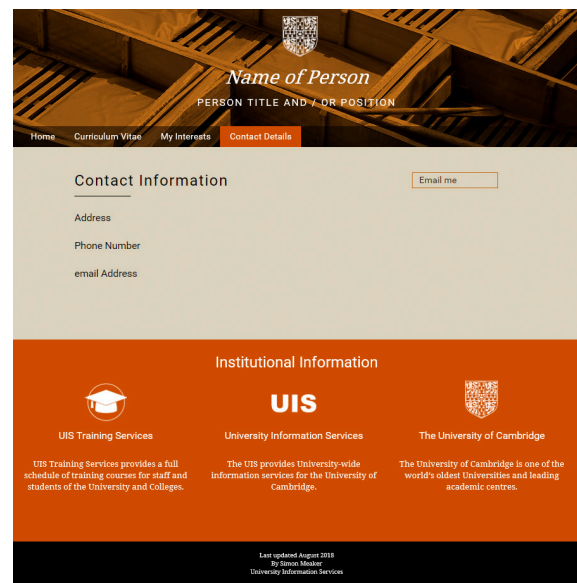 UIS
Name of Person
PERSON TITLE AND / OR POSITION
Home Curriculum Vitae My Interests Contact Details
Contact Information
Email me
Address
Phone Number
email Address
Institutional Information
UIS Training Services
UIS Training Services provides a full
schedule of training courses for staff and
students of the University and Colleges.
UIS
University Information Services
The UIS provides University-wide
information services for the University of
Cambridge.
The University of Cambridge
The University of Cambridge is one of the
world's oldest Universities and leading
academic centres.
Last updated August 2018
By Simon Meaker
University Information Services